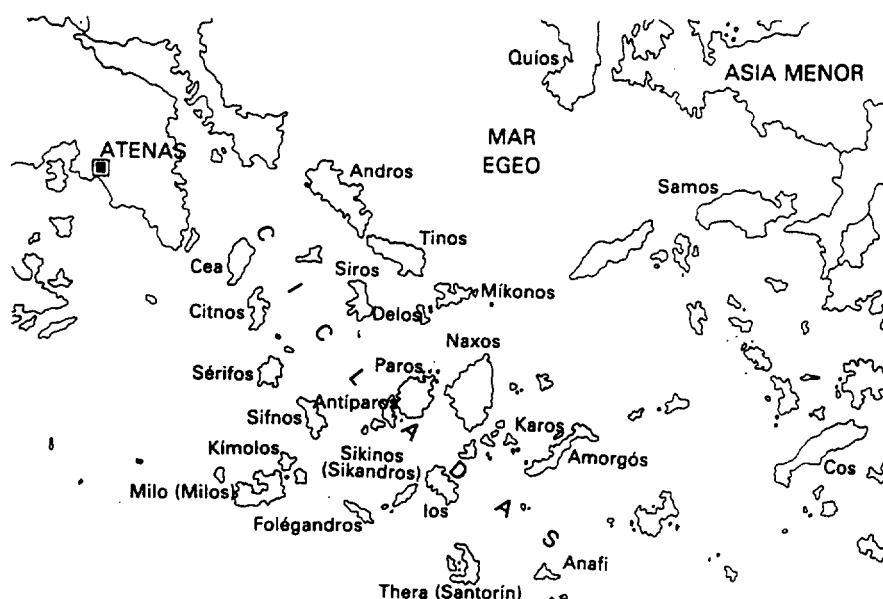 Quíos
ASIA MENOR
MAR
EGEO
ATENAS
Andros
Samos
Tinos
Cea
Siros
Míkonos
Citnos
Delos
Naxos
Paros
Sérifos
Antíparos
Sifnos
Karos
Kímolos
Sikinos
(Sikandros)
Amorgós
Cos
Milo (Milos)
Ios
Folégandros
CICLADAS
Anafi
Thera (Santorín)